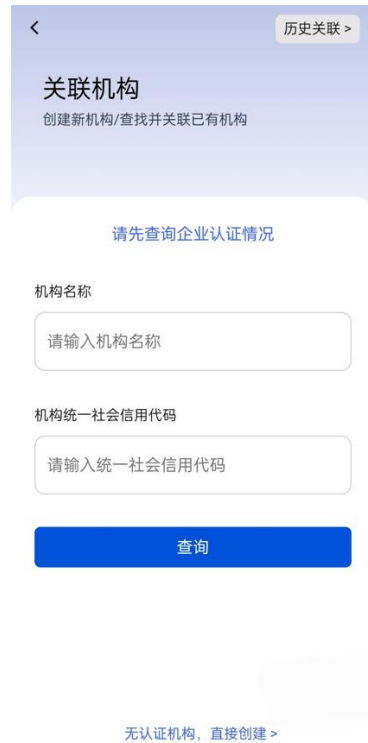 历史关联 >
关联机构
创建新机构/查找并关联已有机构
请先查询企业认证情况
机构名称
请输入机构名称
机构统一社会信用代码
请输入统一社会信用代码
查询
无认证机构，直接创建 >